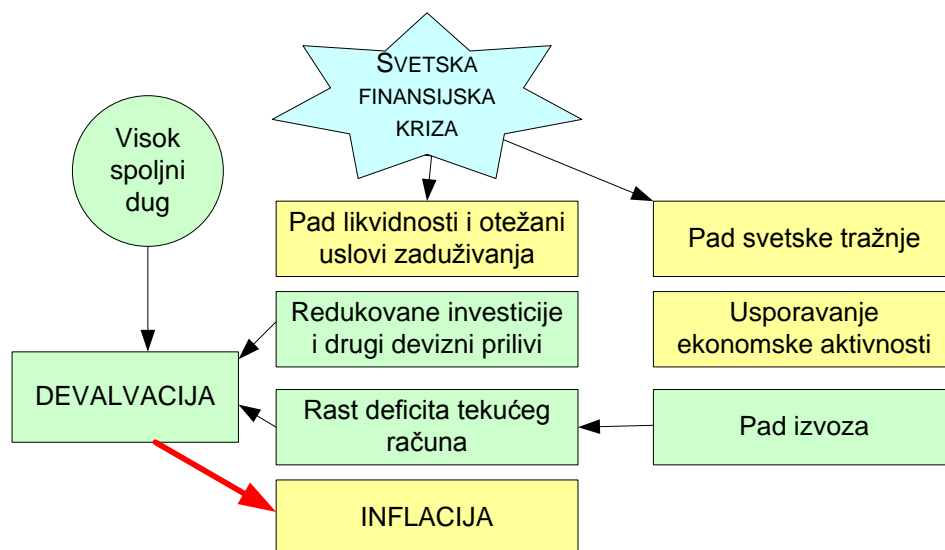 SVETSKA
FINANSIJSKA
KRIZA
Visok
spoljni
dug
Pad likvidnosti i otežani
uslovi zaduživanja
Pad svetske tražnje
Redukovane investicije
i drugi devizni prilivi
Usporavanje
ekonomske aktivnosti
DEVALVACIJA
Rast deficita tekućeg
računa
Pad izvoza
INFLACIJA